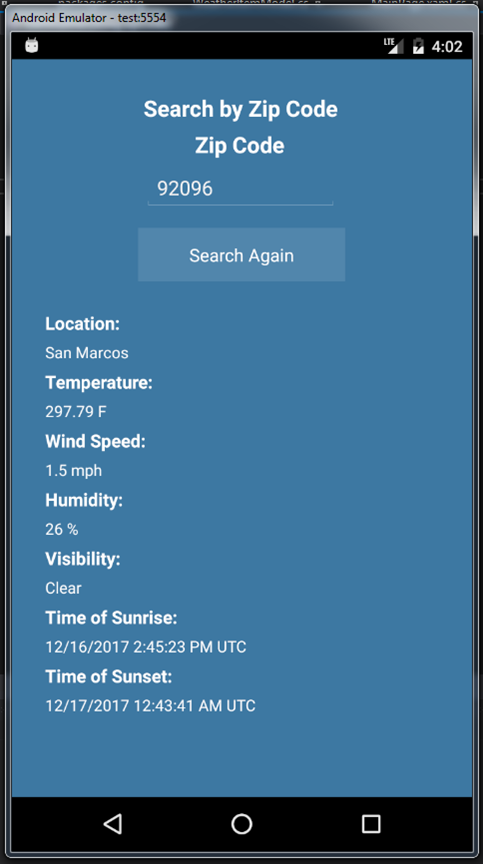 Android Emulator - test:5554
LTE 4:02
Search by Zip Code
Zip Code
92096
Search Again
Location:
San Marcos
Temperature:
297.79 F
Wind Speed:
1.5 mph
Humidity:
26 %
Visibility:
Clear
Time of Sunrise:
12/16/2017 2:45:23 PM UTC
Time of Sunset:
12/17/2017 12:43:41 AM UTC